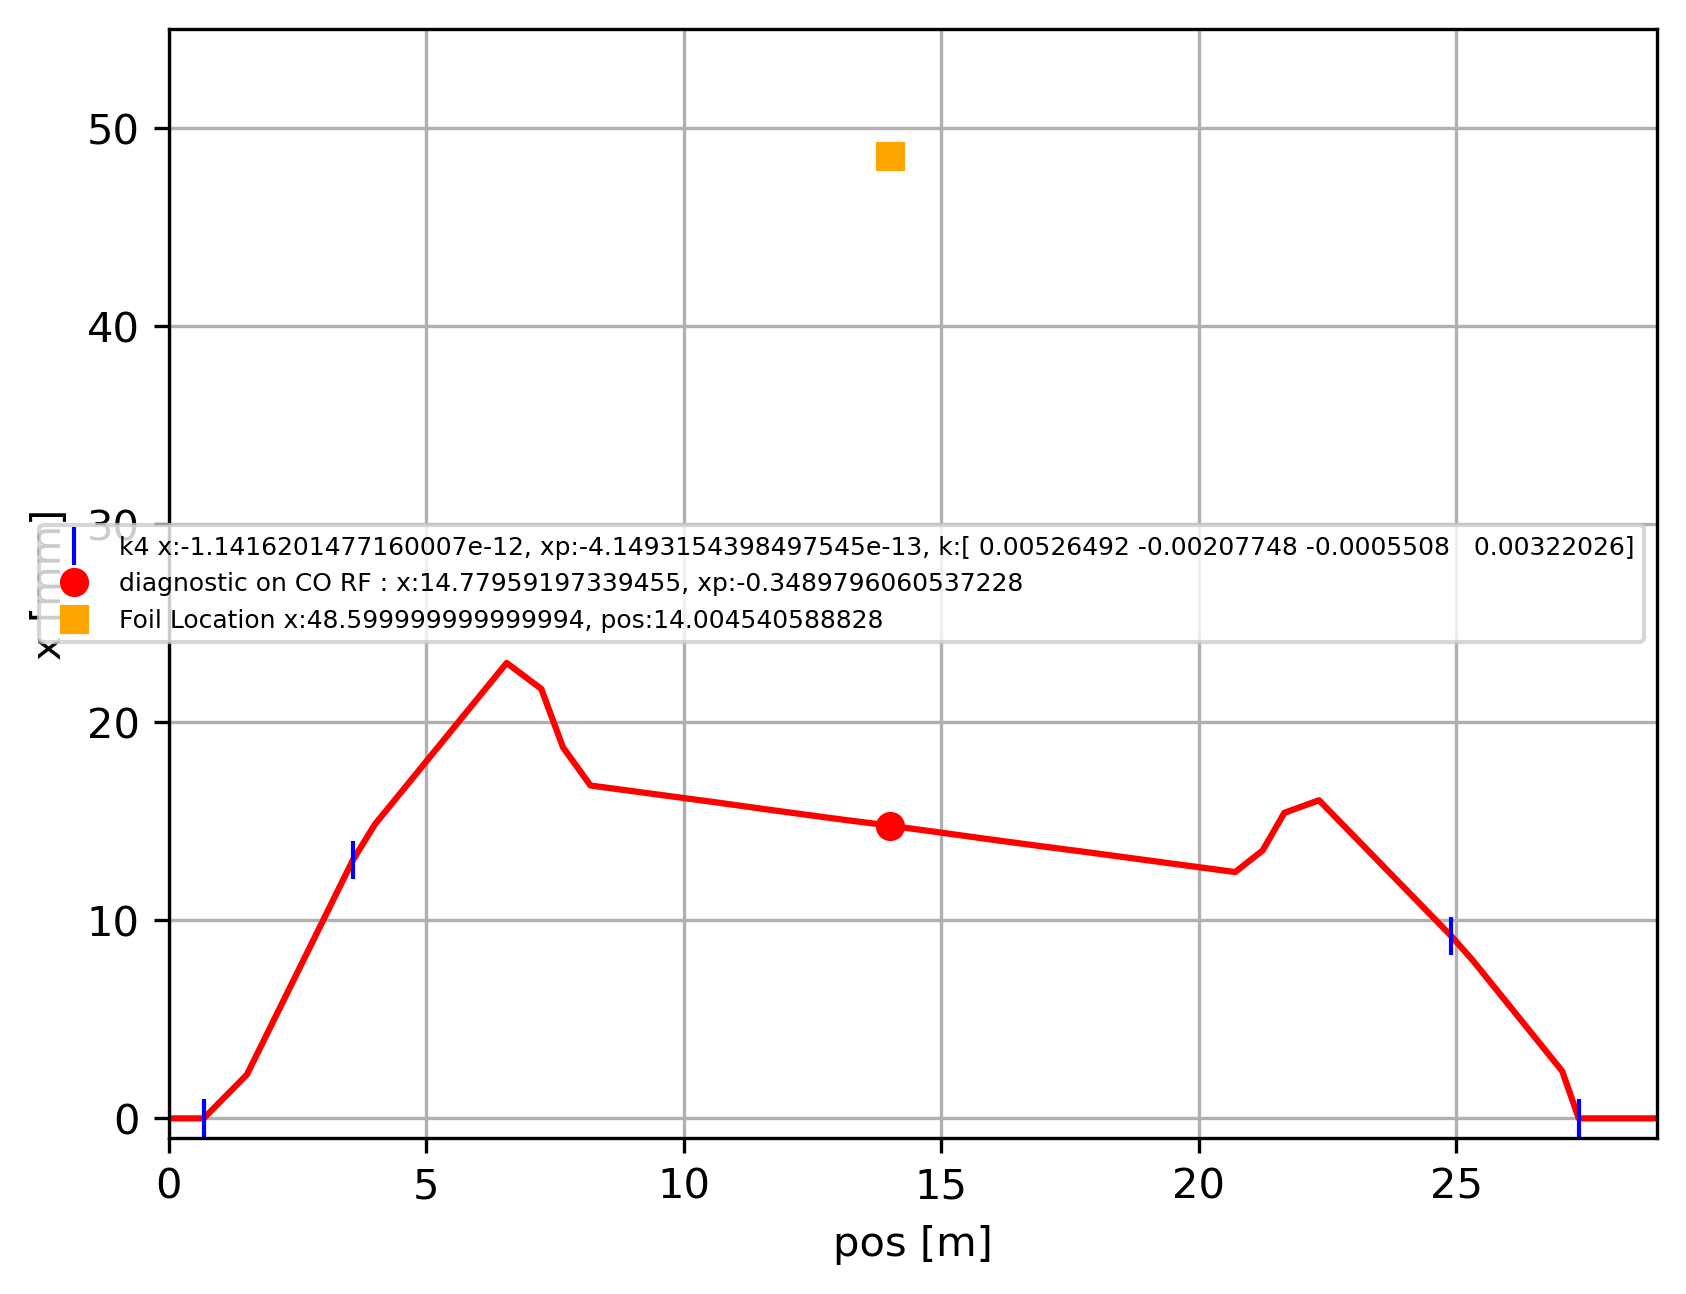 50
40
30
20
10
0
x [mm]
k4 x:-1.1416201477160007e-12, xp:-4.1493154398497545e-13, k:[ 0.00526492 -0.00207748 -0.0005508   0.00322026]
diagnostic on CO RF : x:14.77959197339455, xp:-0.3489796060537228
Foil Location x:48.599999999999994, pos:14.004540588828
0 5 10 15 20 25
pos [m]